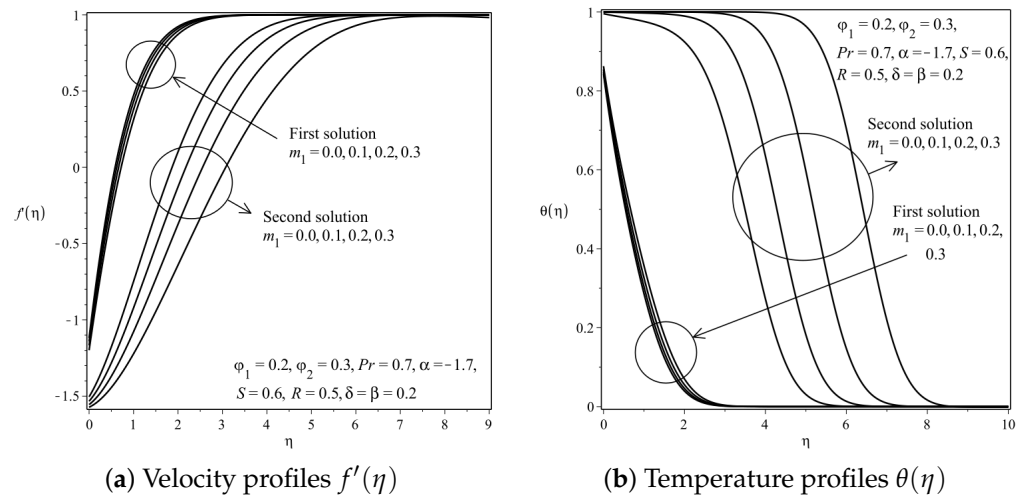 1
0.5
0
f'(η)
-0.5
-1
-1.5
0 1 2 3 4 5 6 7 8 9
η
First solution
m₁ = 0.0, 0.1, 0.2, 0.3
Second solution
m₁ = 0.0, 0.1, 0.2, 0.3
φ₁ = 0.2, φ₂ = 0.3, Pr = 0.7, α = −1.7,
S = 0.6, R = 0.5, δ = β = 0.2
(a) Velocity profiles f′(η)
1
0.8
0.6
θ(η)
0.4
0.2
0
0 2 4 6 8 10
η
φ₁ = 0.2, φ₂ = 0.3,
Pr = 0.7, α = −1.7, S = 0.6,
R = 0.5, δ = β = 0.2
Second solution
m₁ = 0.0, 0.1, 0.2, 0.3
First solution
m₁ = 0.0, 0.1, 0.2,
0.3
(b) Temperature profiles θ(η)